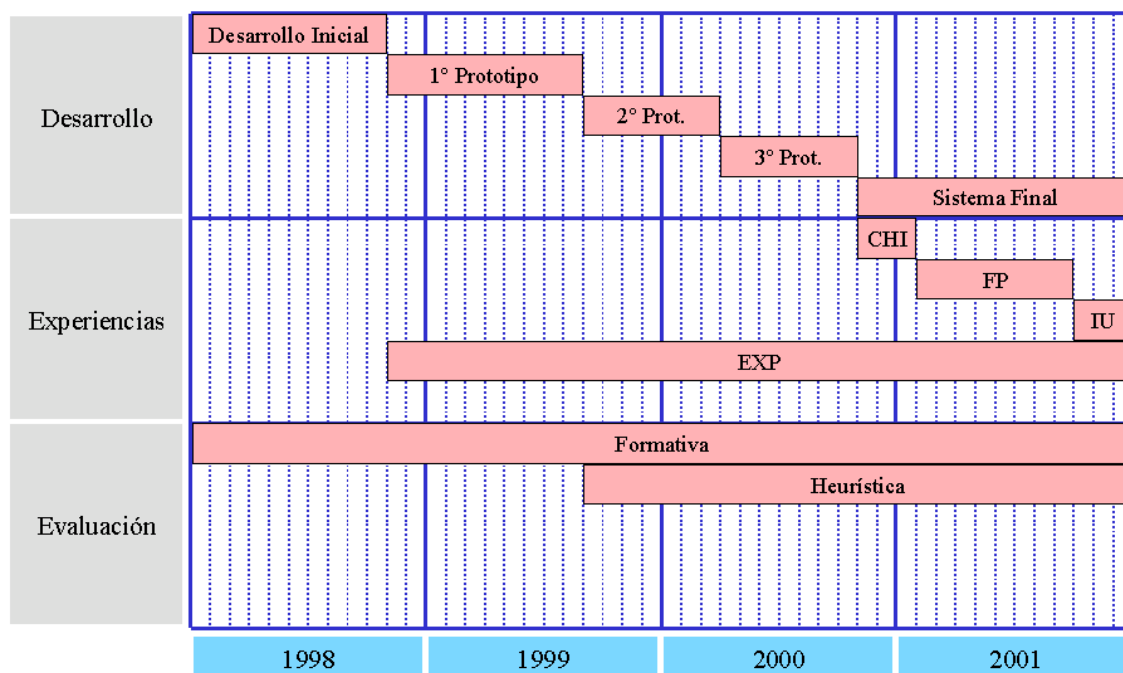 Desarrollo
Desarrollo Inicial
1° Prototipo
2° Prot.
3° Prot.
Sistema Final
Experiencias
CHI
FP
IU
EXP
Evaluación
Formativa
Heurística
1998
1999
2000
2001